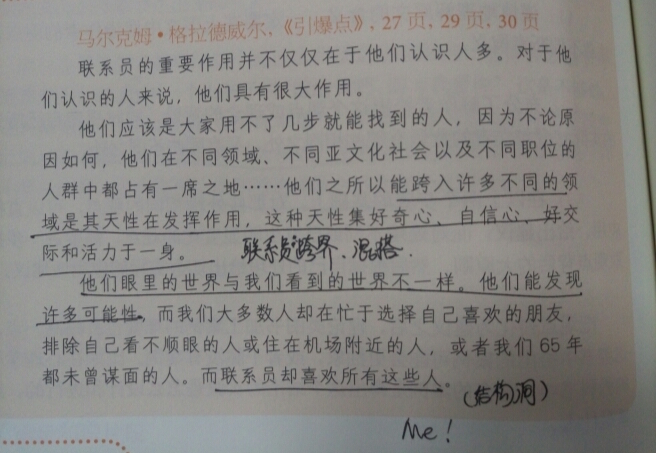 马尔克姆·格拉德威尔,《引爆点》, 27 页, 29 页, 30 页
联系员的重要作用并不仅仅在于他们认识人多。对于他
们认识的人来说，他们具有很大作用。
他们应该是大家用不了几步就能找到的人，因为不论原
因如何，他们在不同领域、不同亚文化社会以及不同职位的
人群中都占有一席之地……他们之所以能跨入许多不同的领
域是其天性在发挥作用，这种天性集好奇心、自信心、好交
际和活力于一身。 联系员：跨界、混搭.
他们眼里的世界与我们看到的世界不一样。他们能发现
许多可能性，而我们大多数人却在忙于选择自己喜欢的朋友，
排除自己看不顺眼的人或住在机场附近的人，或者我们 65 年
都未曾谋面的人。而联系员却喜欢所有这些人。
(结构洞)
Me!